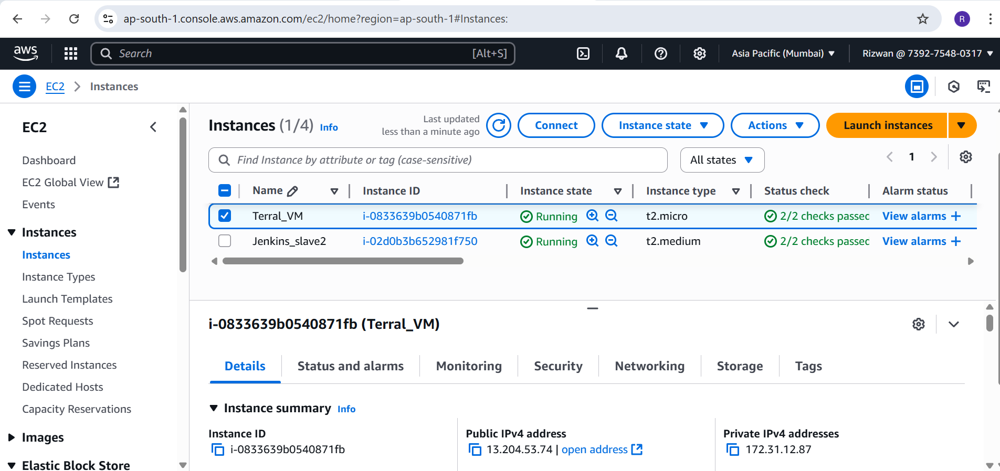 ap-south-1.console.aws.amazon.com/ec2/home?region=ap-south-1#Instances:
R
aws
Search
[Alt+S]
Asia Pacific (Mumbai)
Rizwan @ 7392-7548-0317
EC2
Instances
EC2
Dashboard
EC2 Global View
Events
Instances
Instances
Instance Types
Launch Templates
Spot Requests
Savings Plans
Reserved Instances
Dedicated Hosts
Capacity Reservations
Images
Elastic Block Store
Instances (1/4) Info
Last updated
less than a minute ago
Connect
Instance state
Actions
Launch instances
Find Instance by attribute or tag (case-sensitive)
All states
1
Name Instance ID Instance state Instance type Status check Alarm status
Terral_VM i-0833639b0540871fb Running t2.micro 2/2 checks passed View alarms
Jenkins_slave2 i-02d0b3b652981f750 Running t2.medium 2/2 checks passed View alarms
i-0833639b0540871fb (Terral_VM)
Details Status and alarms Monitoring Security Networking Storage Tags
Instance summary Info
Instance ID
i-0833639b0540871fb
Public IPv4 address
13.204.53.74 | open address
Private IPv4 addresses
172.31.12.87